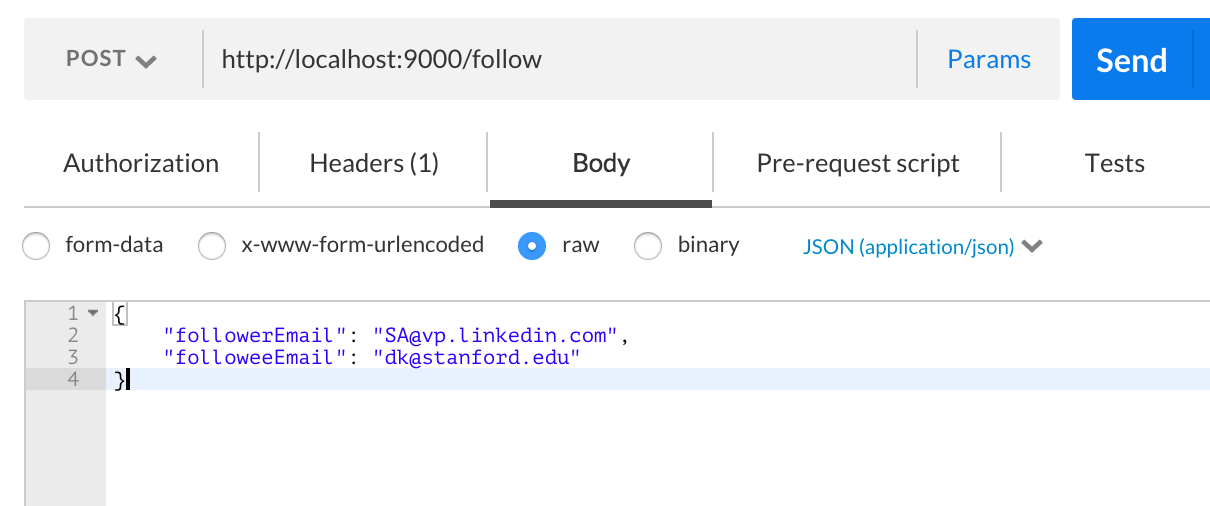 POST http://localhost:9000/follow Params Send
Authorization Headers (1) Body Pre-request script Tests
form-data x-www-form-urlencoded raw binary JSON (application/json)
1 {
2 "followerEmail": "SA@vp.linkedin.com",
3 "followeeEmail": "dk@stanford.edu"
4 }